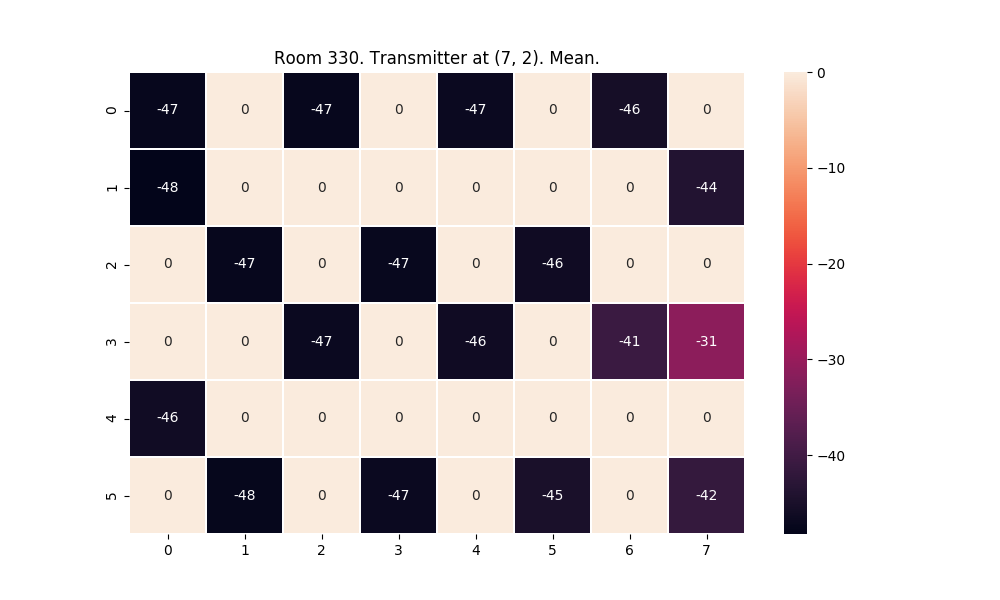 Room 330. Transmitter at (7, 2). Mean.
0 -47 0 -47 0 -47 0 -46 0
1 -48 0 0 0 0 0 0 -44
2 0 -47 0 -47 0 -46 0 0
3 0 0 -47 0 -46 0 -41 -31
4 -46 0 0 0 0 0 0 0
5 0 -48 0 -47 0 -45 0 -42
0 1 2 3 4 5 6 7
0
−10
−20
−30
−40